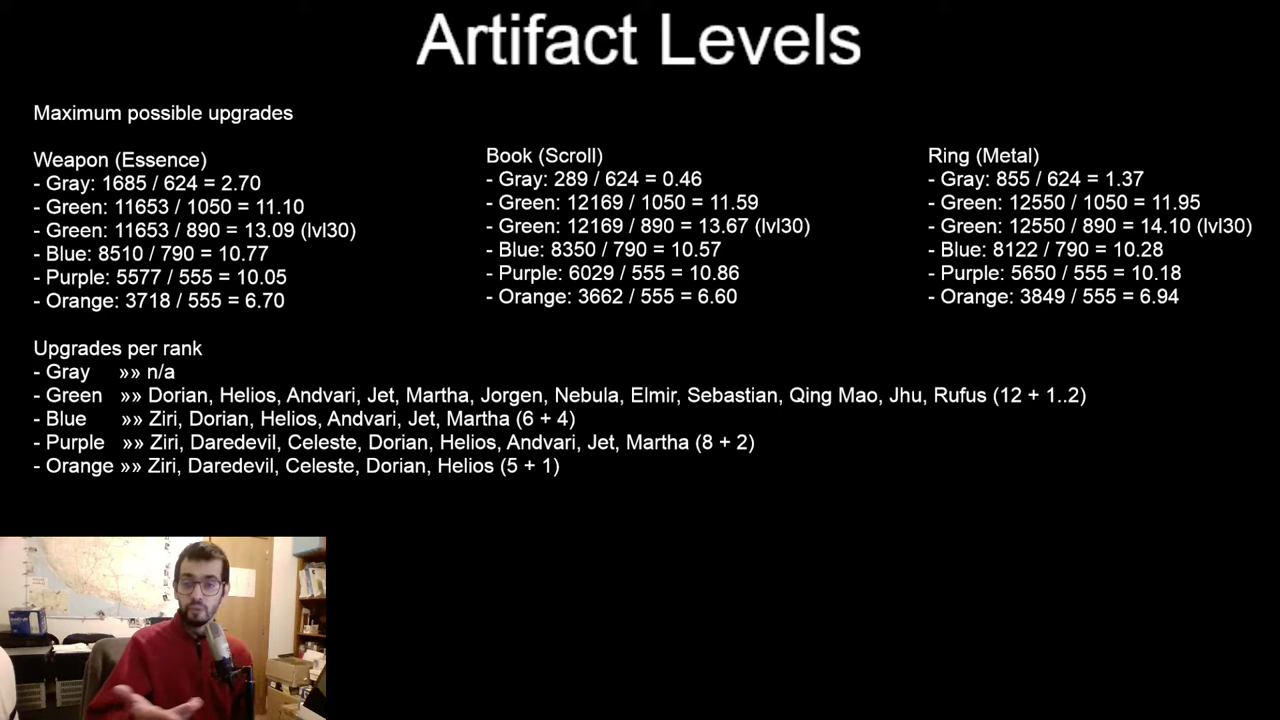 Artifact Levels
Maximum possible upgrades
Weapon (Essence)
- Gray: 1685 / 624 = 2.70
- Green: 11653 / 1050 = 11.10
- Green: 11653 / 890 = 13.09 (lvl30)
- Blue: 8510 / 790 = 10.77
- Purple: 5577 / 555 = 10.05
- Orange: 3718 / 555 = 6.70
Book (Scroll)
- Gray: 289 / 624 = 0.46
- Green: 12169 / 1050 = 11.59
- Green: 12169 / 890 = 13.67 (lvl30)
- Blue: 8350 / 790 = 10.57
- Purple: 6029 / 555 = 10.86
- Orange: 3662 / 555 = 6.60
Ring (Metal)
- Gray: 855 / 624 = 1.37
- Green: 12550 / 1050 = 11.95
- Green: 12550 / 890 = 14.10 (lvl30)
- Blue: 8122 / 790 = 10.28
- Purple: 5650 / 555 = 10.18
- Orange: 3849 / 555 = 6.94
Upgrades per rank
- Gray »» n/a
- Green »» Dorian, Helios, Andvari, Jet, Martha, Jorgen, Nebula, Elmir, Sebastian, Qing Mao, Jhu, Rufus (12 + 1..2)
- Blue »» Ziri, Dorian, Helios, Andvari, Jet, Martha (6 + 4)
- Purple »» Ziri, Daredevil, Celeste, Dorian, Helios, Andvari, Jet, Martha (8 + 2)
- Orange »» Ziri, Daredevil, Celeste, Dorian, Helios (5 + 1)